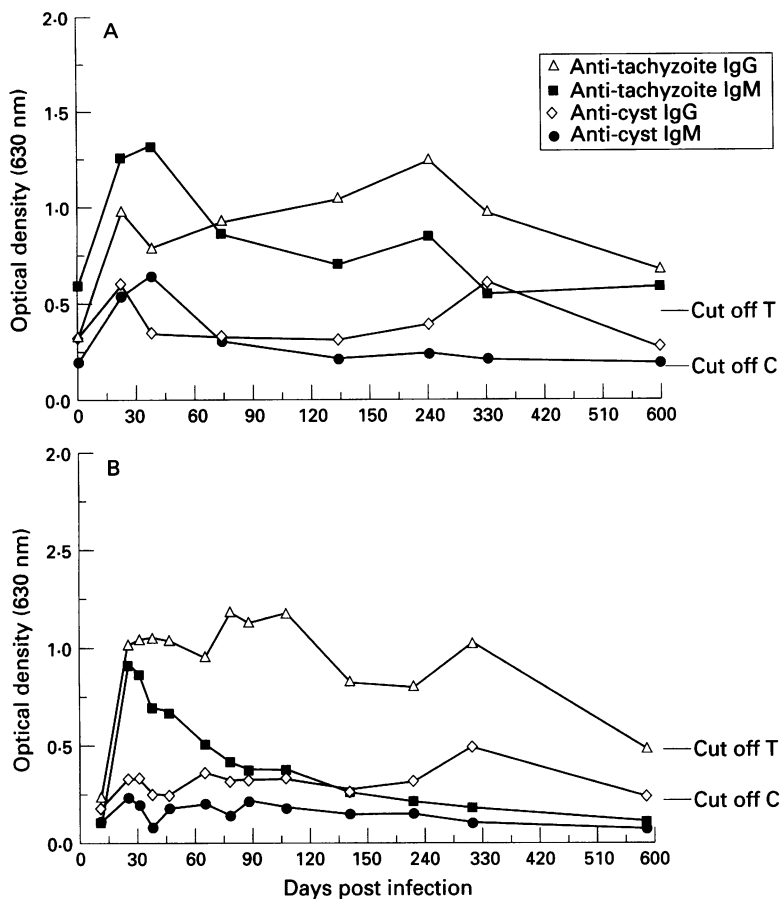 A
Optical density (630 nm)
2·0
1·5
1·0
0·5
0·0
Anti-tachyzoite IgG
Anti-tachyzoite IgM
Anti-cyst IgG
Anti-cyst IgM
Cut off T
Cut off C
0 30 60 90 120 150 240 330 420 510 600
B
Optical density (630 nm)
2·0
2·5
1·0
0·5
0·0
Cut off T
Cut off C
0 30 60 90 120 150 240 330 420 510 600
Days post infection